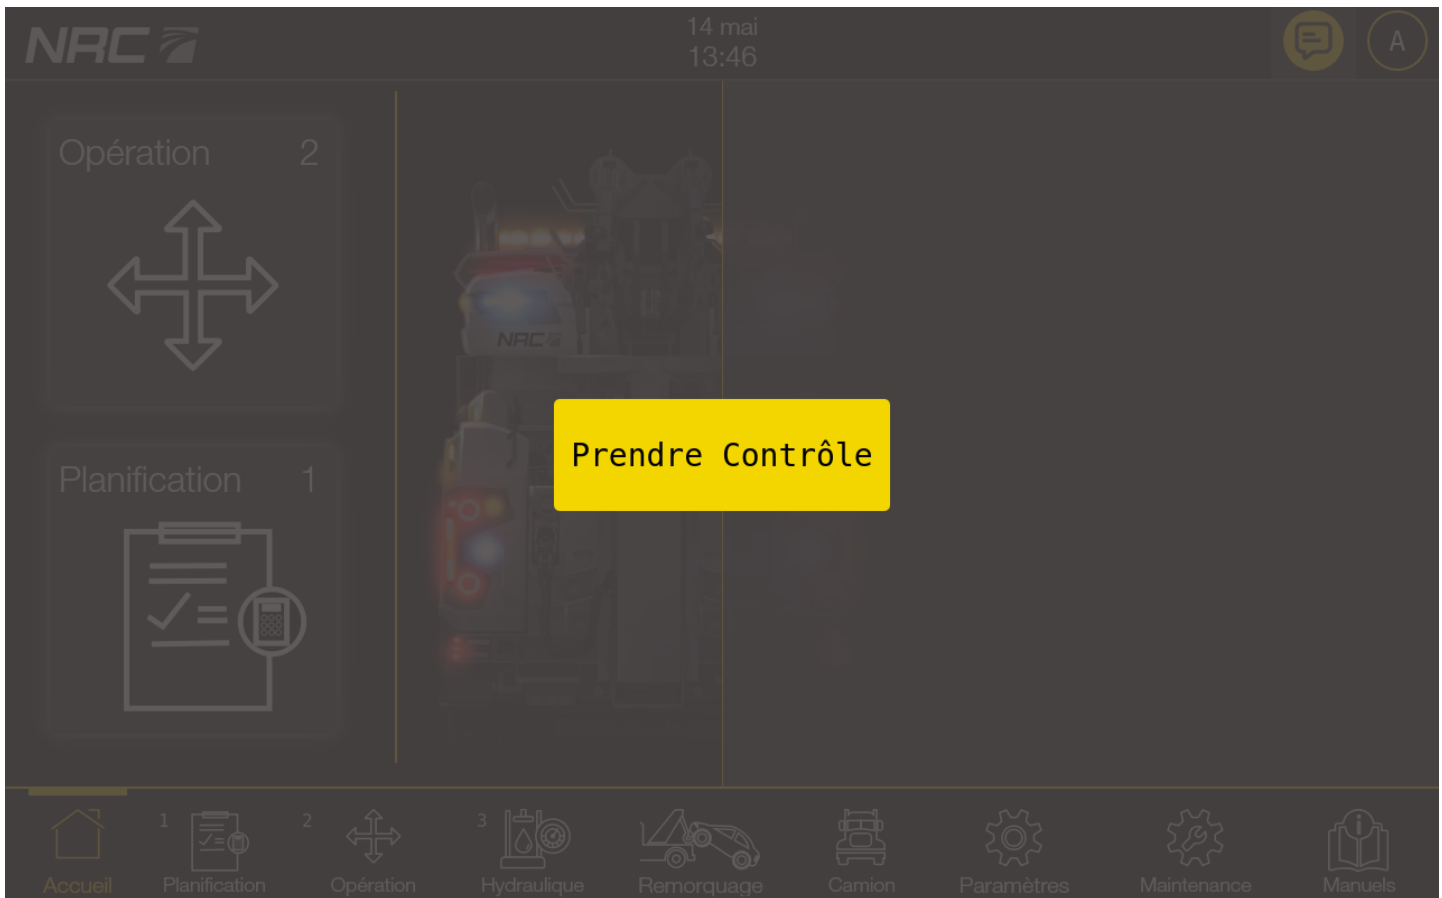 NRC
14 mai
13:46
A
Opération 2
NRC
Planification 1
Prendre Contrôle
1 2 3
Accueil Planification Opération Hydraulique Remorquage Camion Paramètres Maintenance Manuels